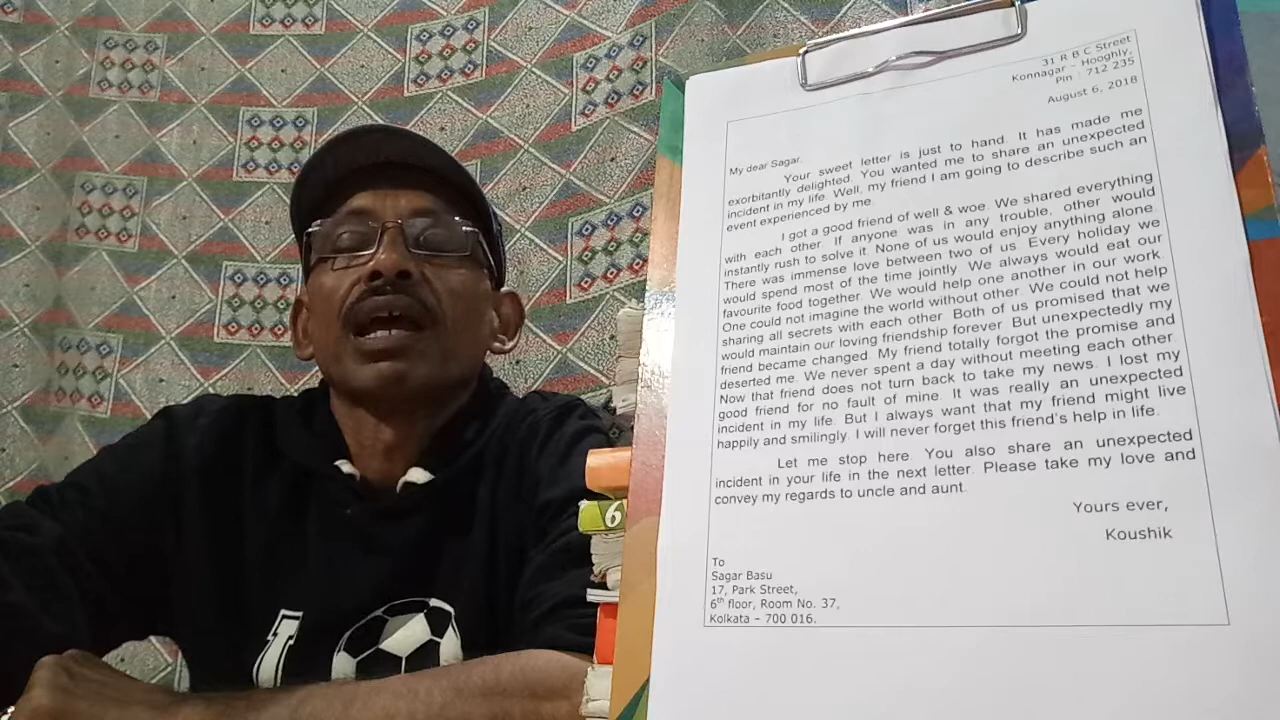 31 R B C Street
Konnagar – Hooghly,
Pin : 712 235
August 6, 2018
My dear Sagar,
Your sweet letter is just to hand. It has made me
exorbitantly delighted. You wanted me to share an unexpected
incident in my life. Well, my friend I am going to describe such an
event experienced by me.
I got a good friend of well & woe. We shared everything
with each other. If anyone was in any trouble, other would
instantly rush to solve it. None of us would enjoy anything alone.
There was immense love between two of us. Every holiday we
would spend most of the time jointly. We always would eat our
favourite food together. We would help one another in our work.
One could not imagine the world without other. We could not help
sharing all secrets with each other. Both of us promised that we
would maintain our loving friendship forever. But unexpectedly my
friend became changed. My friend totally forgot the promise and
deserted me. We never spent a day without meeting each other.
Now that friend does not turn back to take my news. I lost my
good friend for no fault of mine. It was really an unexpected
incident in my life. But I always want that my friend might live
happily and smilingly. I will never forget this friend's help in life.
Let me stop here. You also share an unexpected
incident in your life in the next letter. Please take my love and
convey my regards to uncle and aunt.
Yours ever,
Koushik
To
Sagar Basu
17, Park Street,
6th floor, Room No. 37,
Kolkata – 700 016.
6